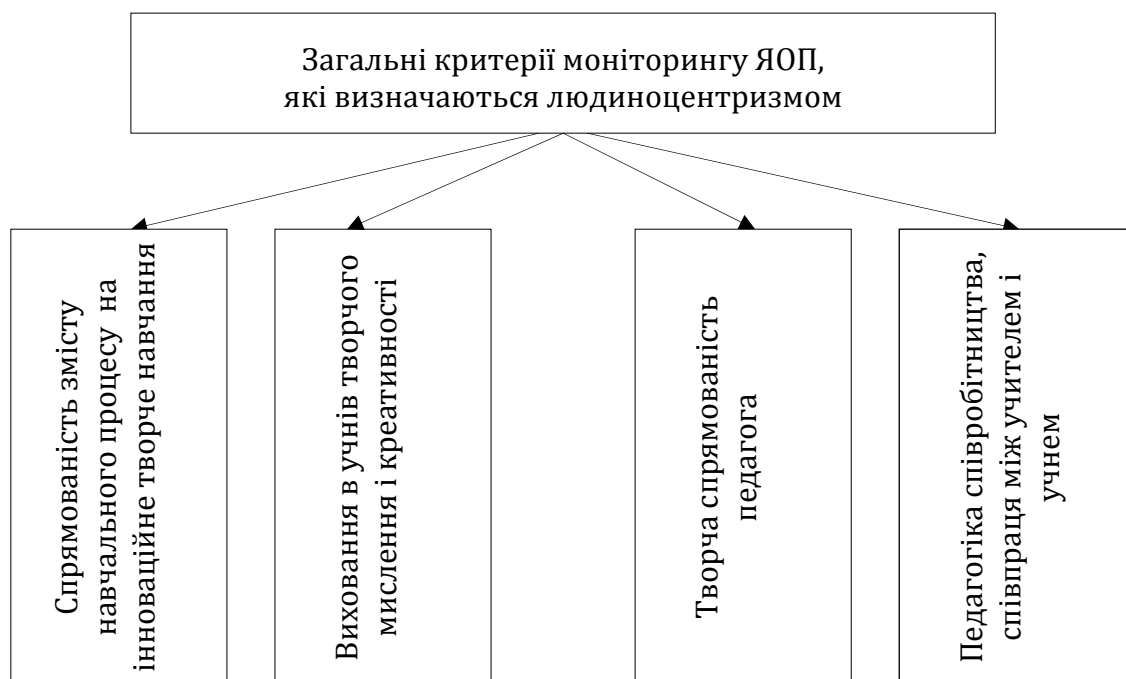 Загальні критерії моніторингу ЯОП,
які визначаються людиноцентризмом
Спрямованість змісту
навчального процесу на
інноваційне творче навчання
Виховання в учнів творчого
мислення і креативності
Творча спрямованість
педагога
Педагогіка співробітництва,
співпраця між учителем і
учнем